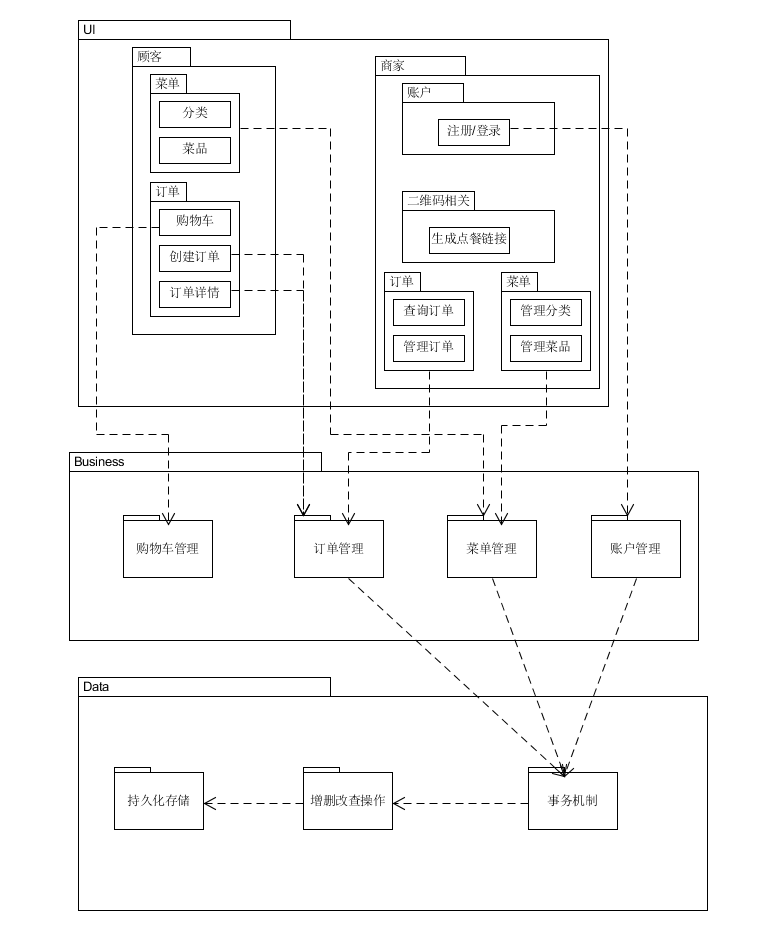 UI
顾客
菜单
分类
菜品
订单
购物车
创建订单
订单详情
商家
账户
注册/登录
二维码相关
生成点餐链接
订单
查询订单
管理订单
菜单
管理分类
管理菜品
Business
购物车管理
订单管理
菜单管理
账户管理
Data
持久化存储
增删改查操作
事务机制